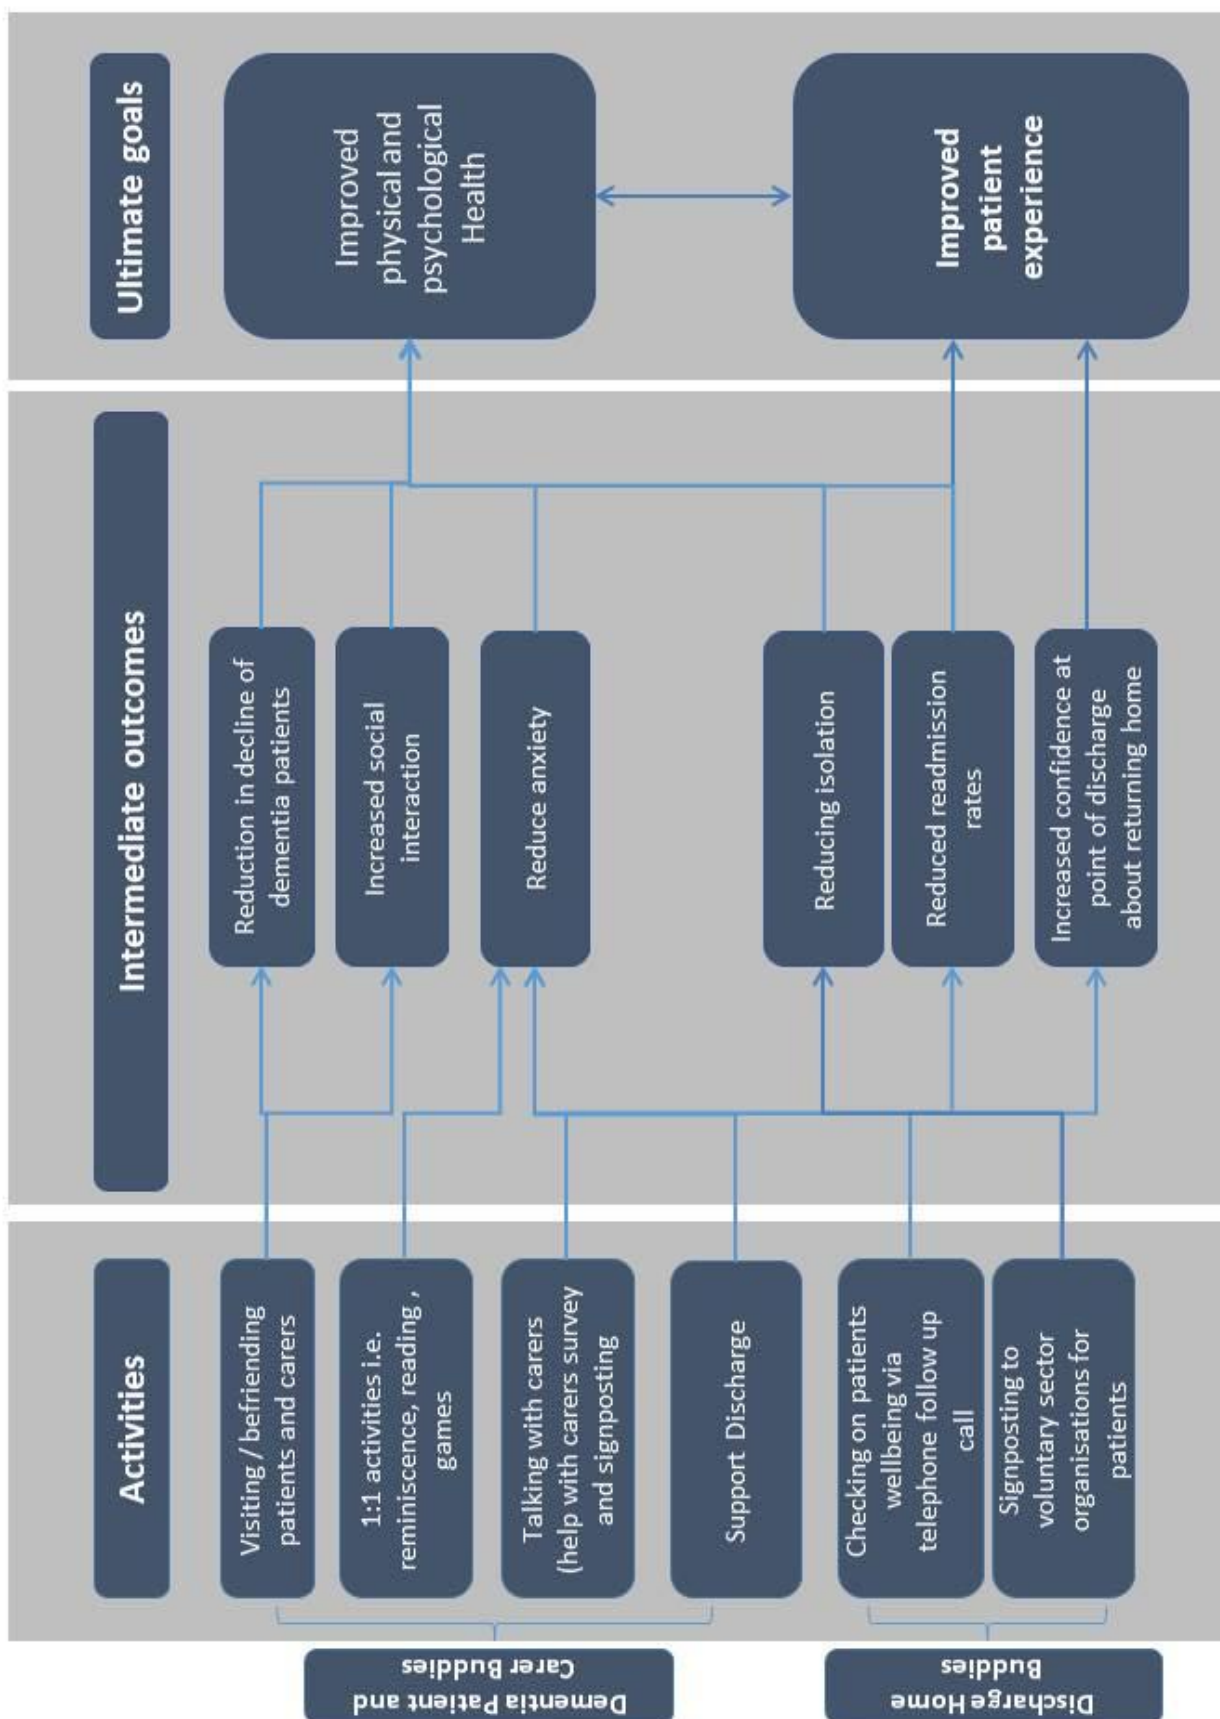 Activities
Intermediate outcomes
Ultimate goals
Dementia Patient and
Carer Buddies
Visiting / befriending
patients and carers
1:1 activities i.e.
reminiscence, reading ,
games
Talking with carers
(help with carers survey
and signposting
Support Discharge
Discharge Home
Buddies
Checking on patients
wellbeing via
telephone follow up
call
Signposting to
voluntary sector
organisations for
patients
Reduction in decline of
dementia patients
Increased social
interaction
Reduce anxiety
Reducing isolation
Reduced readmission
rates
Increased confidence at
point of discharge
about returning home
Improved
physical and
psychological
Health
Improved
patient
experience